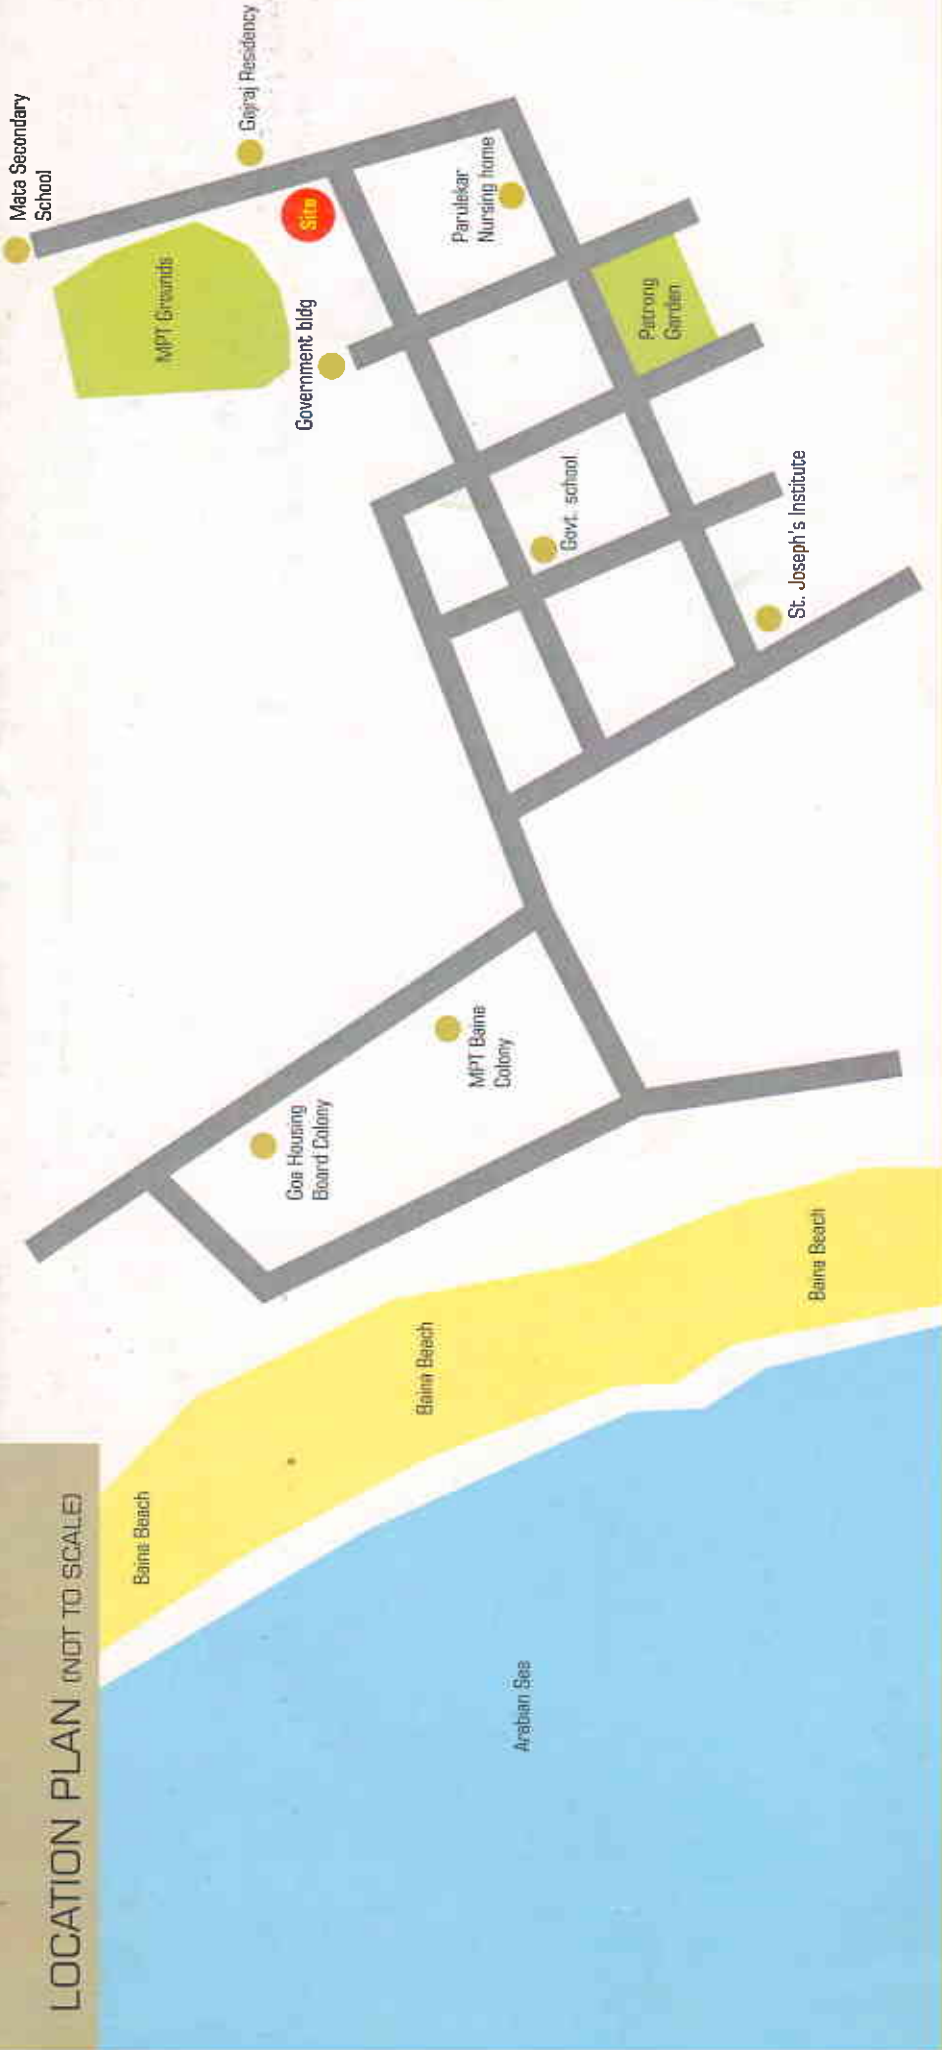 LOCATION PLAN (NOT TO SCALE)
Mata Secondary
School
Gajraj Residency
MPT Grounds
Site
Government bldg
Parulekar
Nursing home
Patrong
Garden
Govt. school
St. Joseph's Institute
MPT Baina
Colony
Goa Housing
Board Colony
Baina Beach
Baina Beach
Baina Beach
Arabian Sea